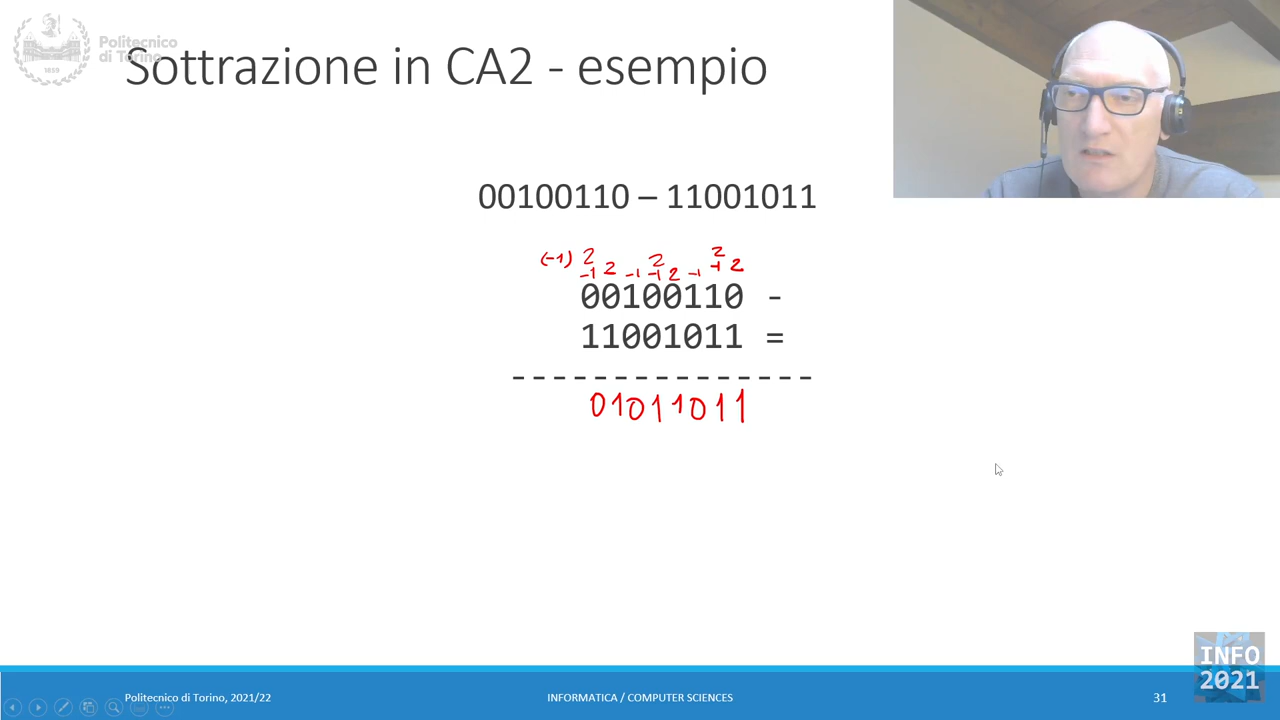 Politecnico
di Torino
1859
Sottrazione in CA2 - esempio
00100110 – 11001011
(-1) 2 2 2
-1 2 -1 -1 2 -1 -1 2
00100110 -
11001011 =
---------------
01011011
INFO
2021
Politecnico di Torino, 2021/22
INFORMATICA / COMPUTER SCIENCES
31